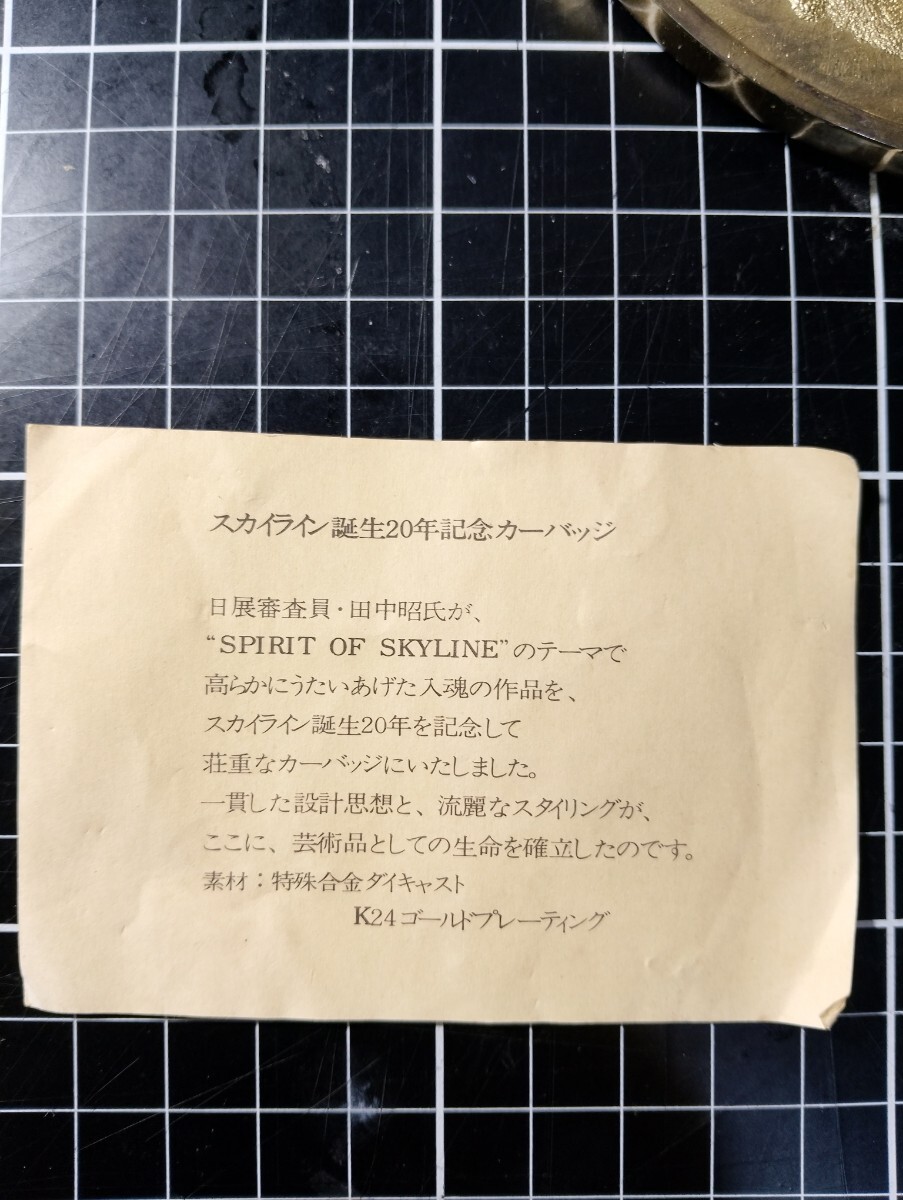 スカイライン誕生20年記念カーバッジ
日展審査員・田中昭氏が、
“SPIRIT OF SKYLINE”のテーマで
高らかにうたいあげた入魂の作品を、
スカイライン誕生20年を記念して
荘重なカーバッジにいたしました。
一貫した設計思想と、流麗なスタイリングが、
ここに、芸術品としての生命を確立したのです。
素材：特殊合金ダイキャスト
K24ゴールドプレーティング